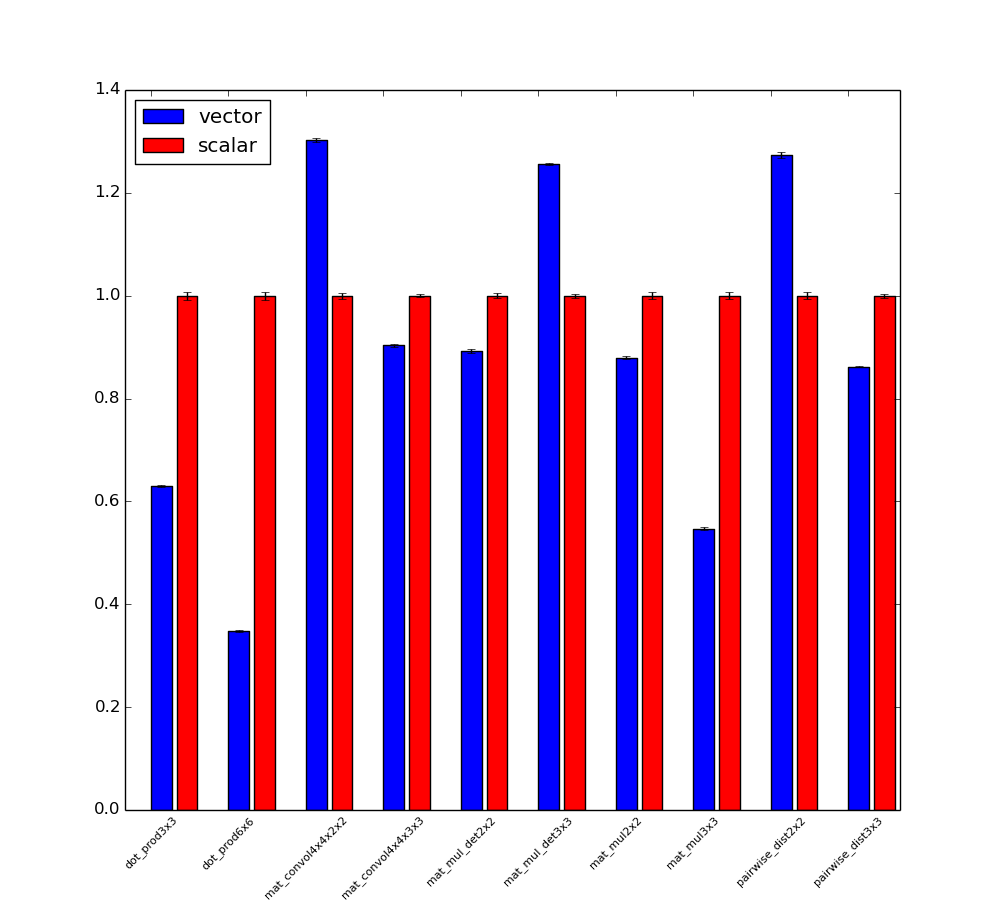 1.4
vector
scalar
1.2
1.0
0.8
0.6
0.4
0.2
0.0
dot_prod3x3
dot_prod6x6
mat_convol4x4x2x2
mat_convol4x4x3x3
mat_mul_det2x2
mat_mul_det3x3
mat_mul2x2
mat_mul3x3
pairwise_dist2x2
pairwise_dist3x3